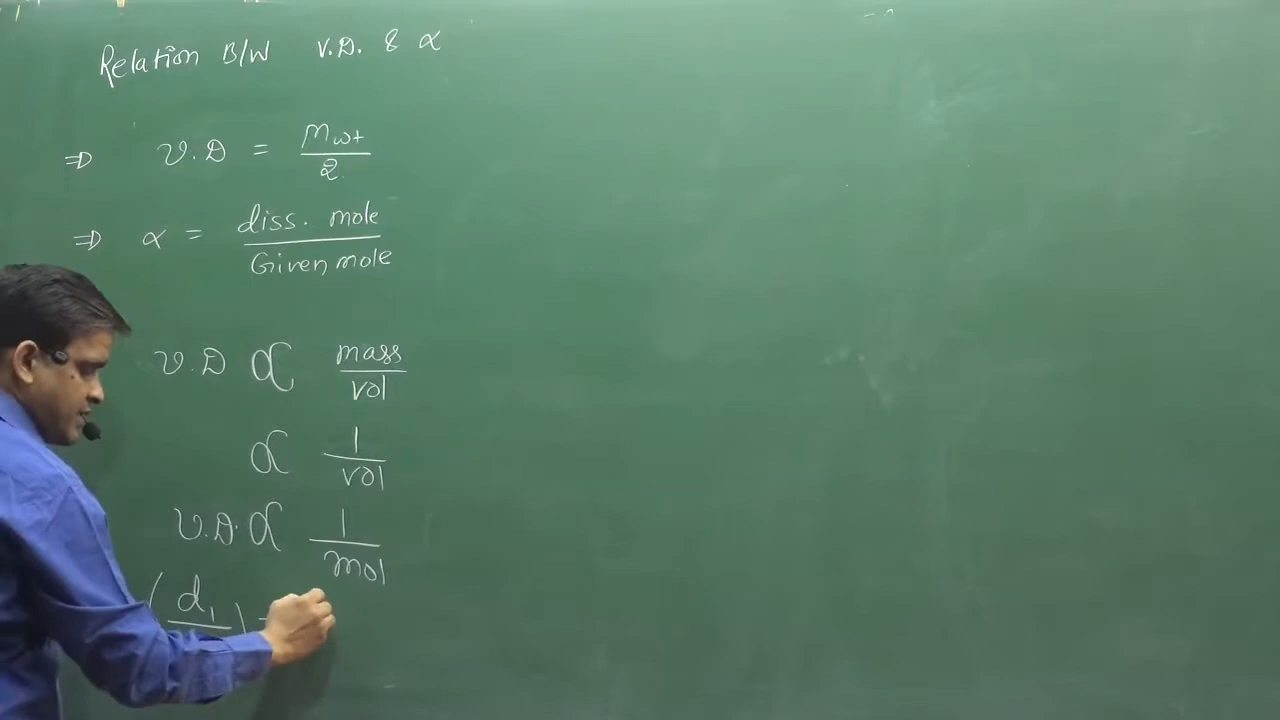 Relation B/W V.D. & α
⇒ V.D = Mwt / 2
⇒ α = diss. mole / Given mole
V.D ∝ mass / vol
∝ 1 / vol
V.D. ∝ 1 / mol
(d₁